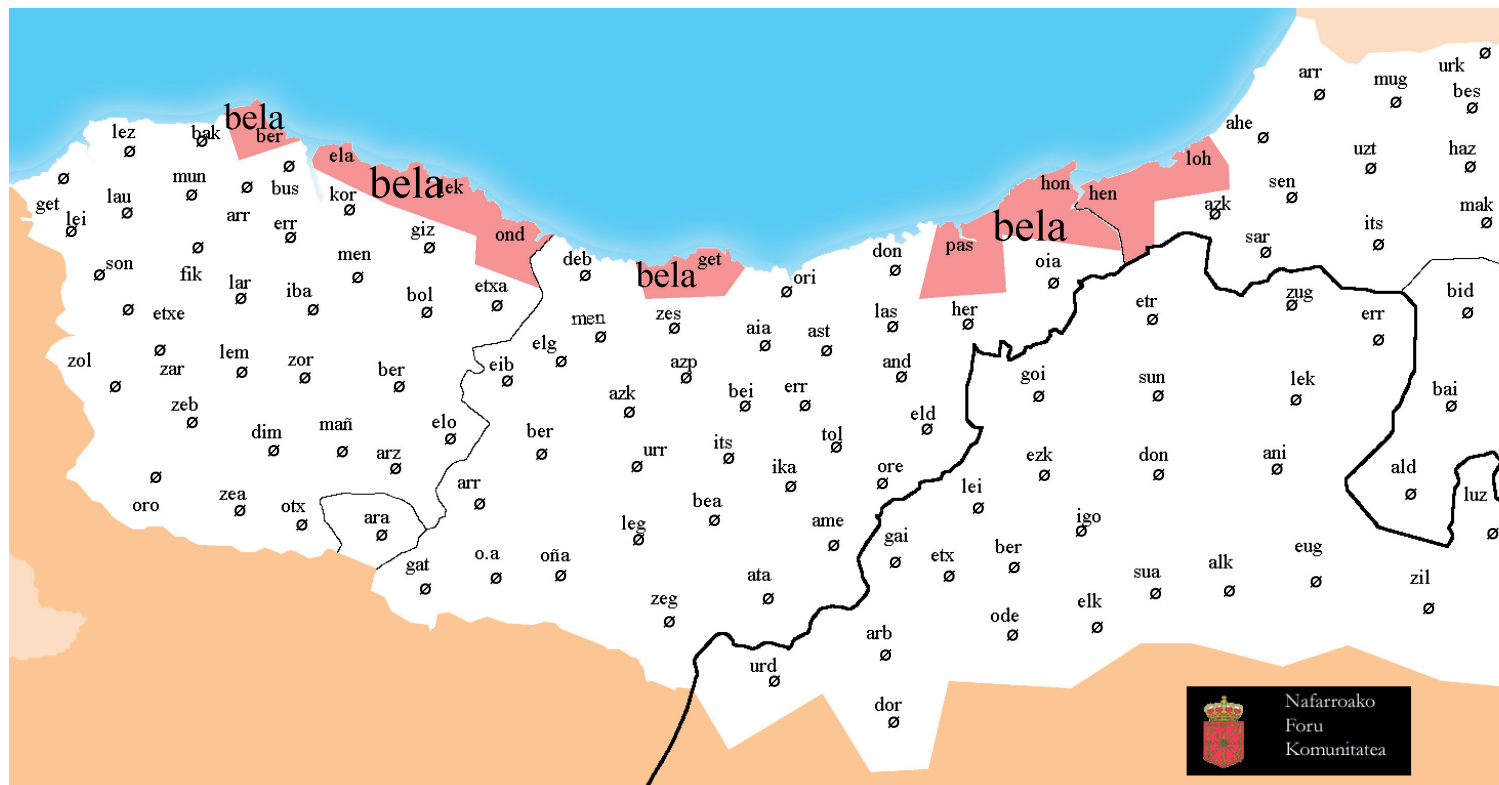 arr
mug
urk
bes
bela
lez
bak
ber
ahe
ela
loh
uzt
haz
get
lau
mun
bus
bela
lek
kor
hon
hen
sen
azk
mak
lei
arr
err
giz
ond
bela
pas
its
sar
son
fik
men
deb
bela
get
don
oia
lar
iba
bol
etxa
ori
etr
zug
bid
etxe
men
zes
aia
ast
las
her
err
zol
zar
lem
zor
ber
eib
elg
azp
and
goi
sun
lek
bai
zeb
azk
bei
err
eld
dim
mañ
elo
ber
its
tol
arz
urr
ika
ore
ezk
don
ani
ald
oro
zea
otx
ara
arr
leg
bea
ame
lei
igo
luz
gat
o.a
oña
gai
etx
ber
eug
zeg
ata
sua
alk
zil
arb
ode
elk
urd
dor
Nafarroako
Foru
Komunitatea